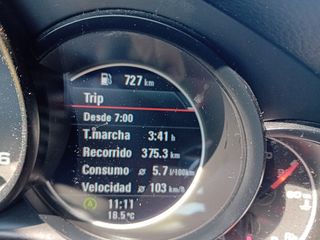 727 km
Trip
Desde 7:00
T.marcha 3:41 h
Recorrido 375.3 km
Consumo ⌀ 5.7 l/100km
Velocidad ⌀ 103 km/h
A 11:11
18.5°C
6